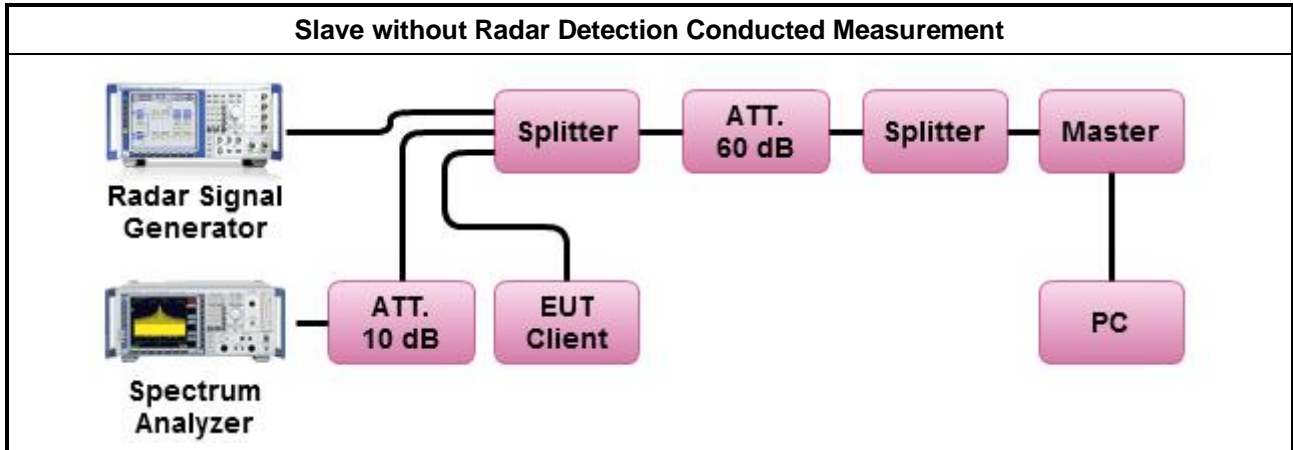 Slave without Radar Detection Conducted Measurement
Splitter
ATT.
60 dB
Splitter
Master
Radar Signal
Generator
ATT.
10 dB
EUT
Client
PC
Spectrum
Analyzer